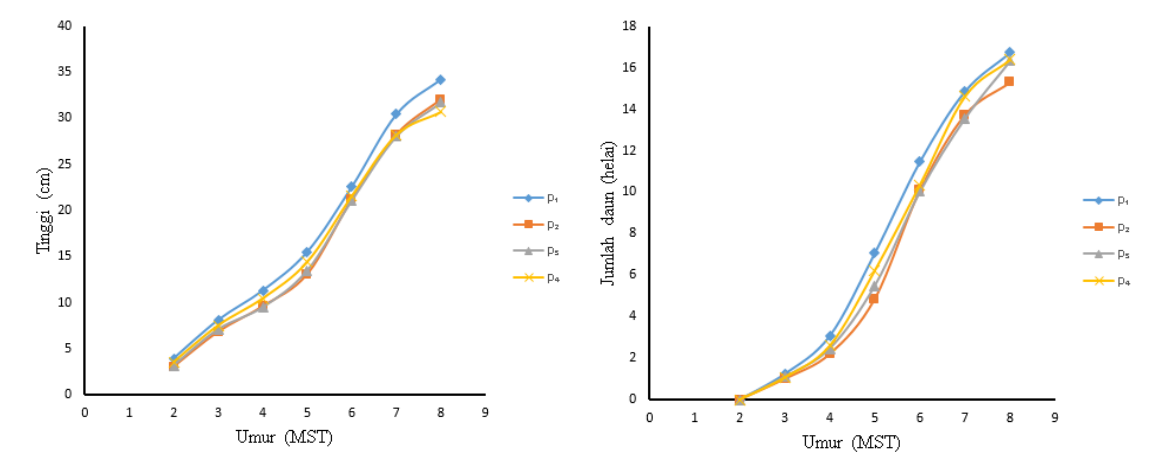 40
35
30
25
20
15
10
5
0
Tinggi (cm)
0 1 2 3 4 5 6 7 8 9
Umur (MST)
p₁
p₂
p₃
p₄
18
16
14
12
10
8
6
4
2
0
Jumlah daun (helai)
0 1 2 3 4 5 6 7 8 9
Umur (MST)
p₁
p₂
p₃
p₄